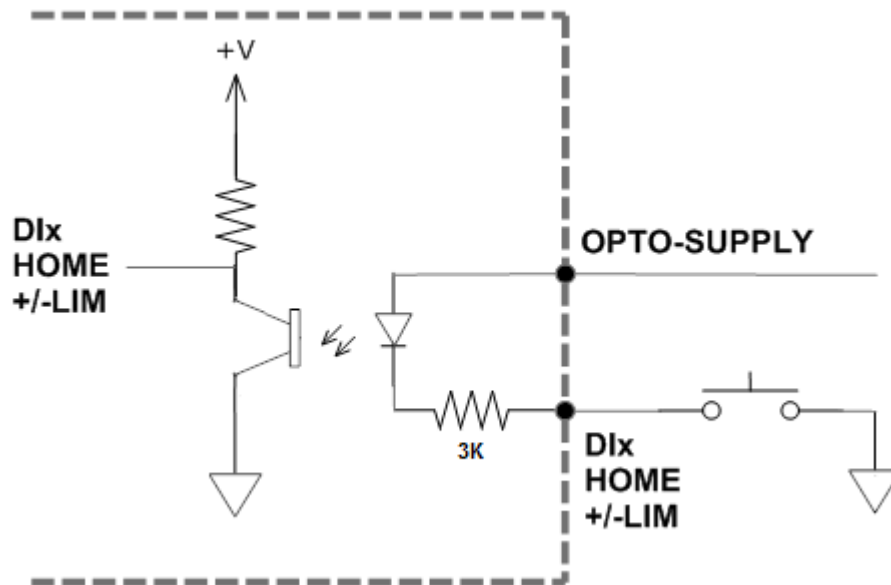 +V
DIx
HOME
+/-LIM
OPTO-SUPPLY
3K
DIx
HOME
+/-LIM